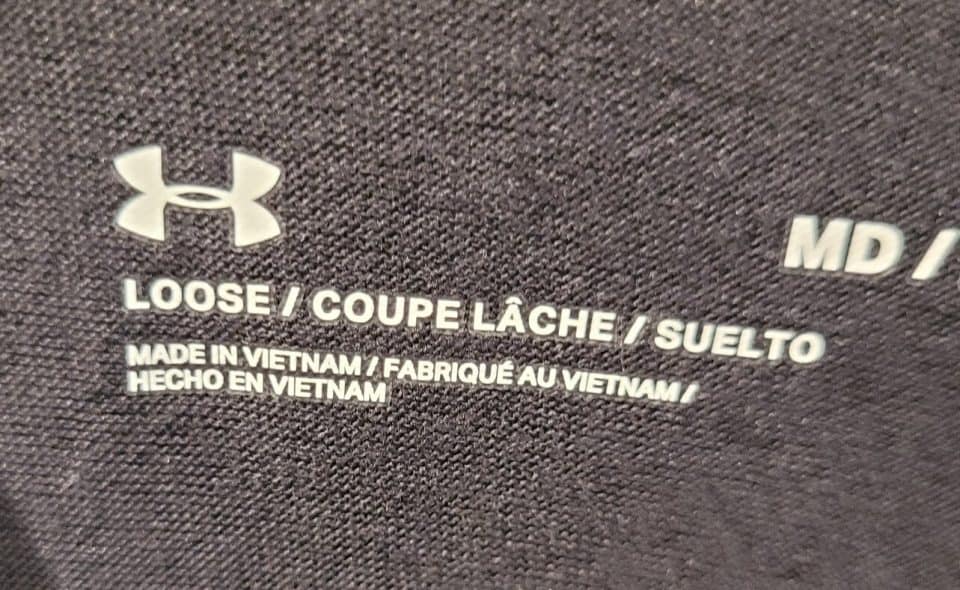 MD /
LOOSE / COUPE LÂCHE / SUELTO
MADE IN VIETNAM / FABRIQUÉ AU VIETNAM /
HECHO EN VIETNAM